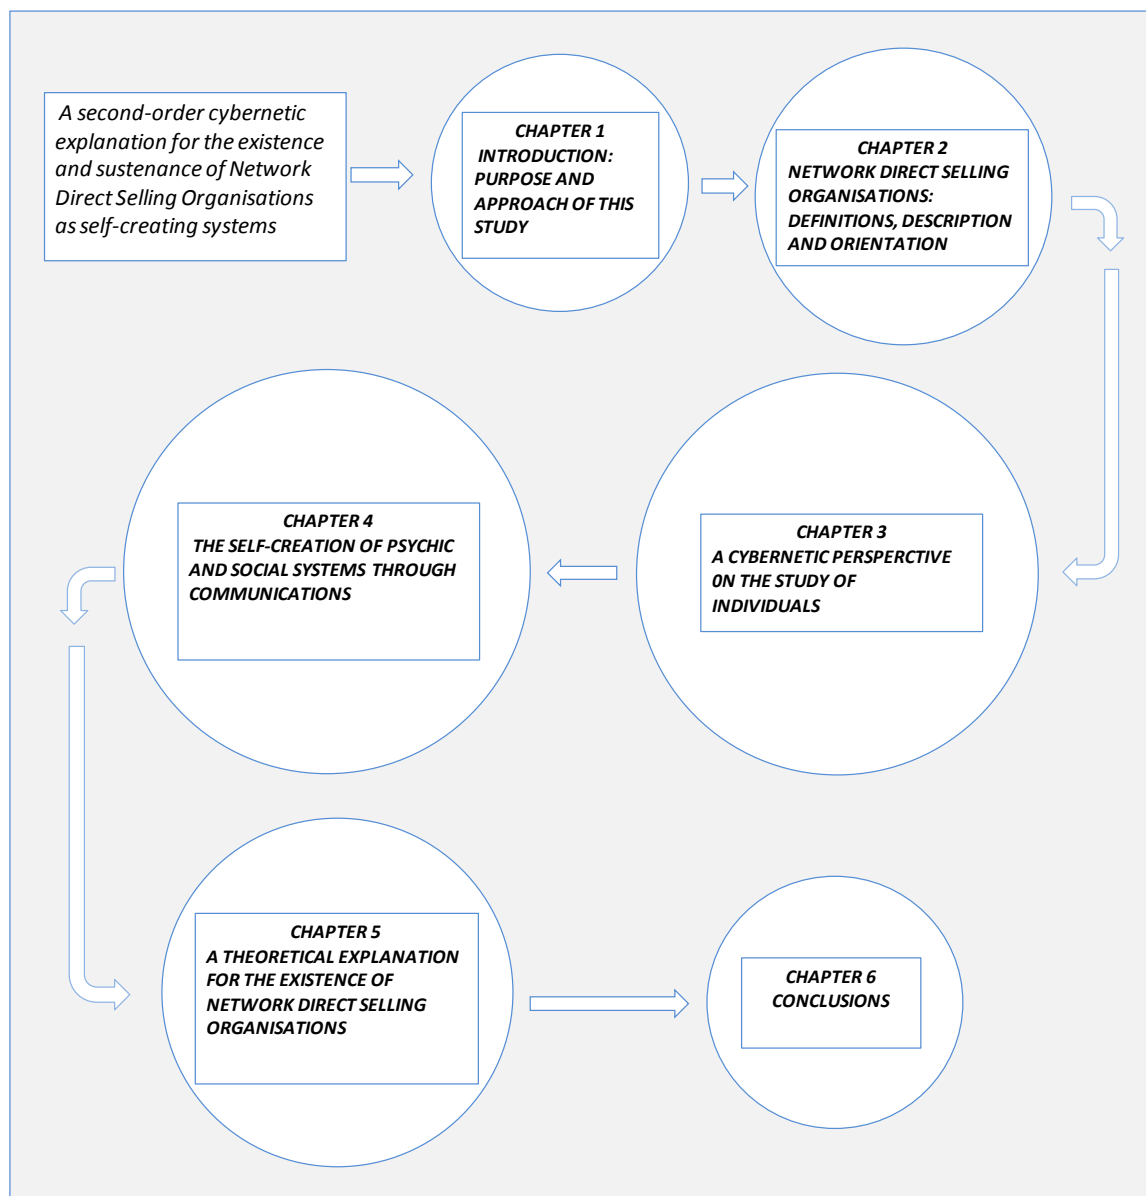 A second-order cybernetic
explanation for the existence
and sustenance of Network
Direct Selling Organisations
as self-creating systems
CHAPTER 1
INTRODUCTION:
PURPOSE AND
APPROACH OF THIS
STUDY
CHAPTER 2
NETWORK DIRECT SELLING
ORGANISATIONS:
DEFINITIONS, DESCRIPTION
AND ORIENTATION
CHAPTER 3
A CYBERNETIC PERSPERCTIVE
0N THE STUDY OF
INDIVIDUALS
CHAPTER 4
THE SELF-CREATION OF PSYCHIC
AND SOCIAL SYSTEMS THROUGH
COMMUNICATIONS
CHAPTER 5
A THEORETICAL EXPLANATION
FOR THE EXISTENCE OF
NETWORK DIRECT SELLING
ORGANISATIONS
CHAPTER 6
CONCLUSIONS